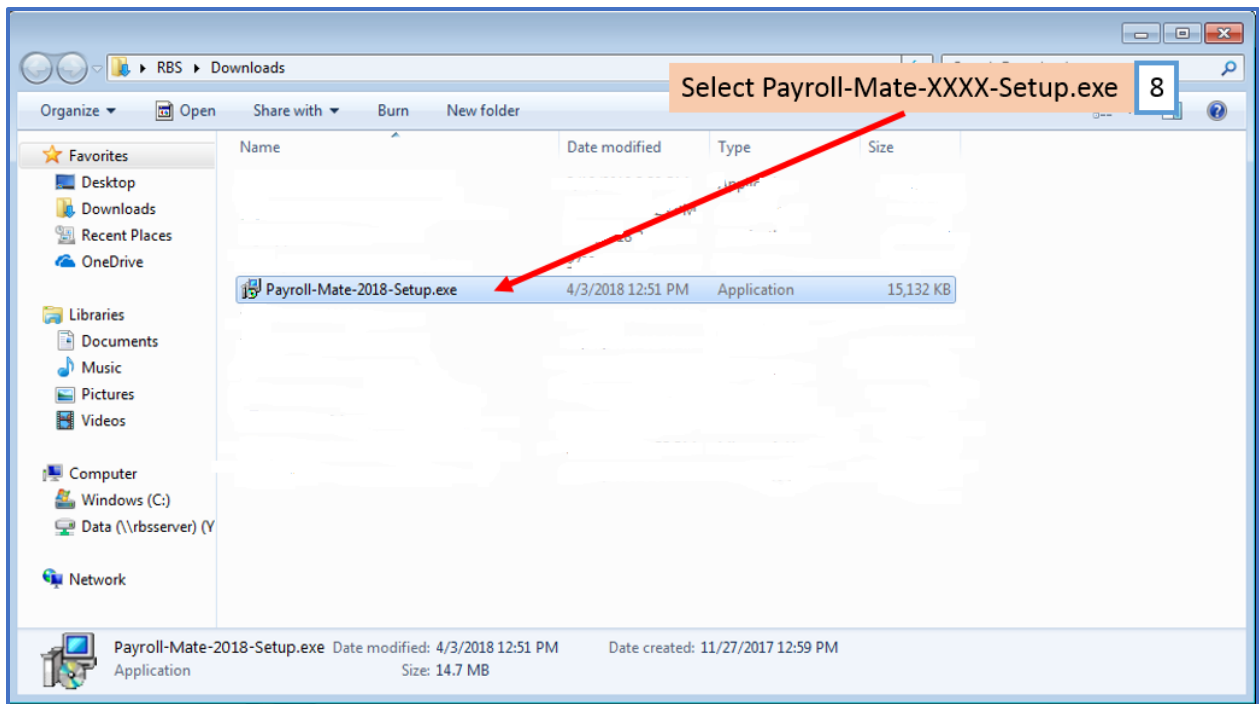 RBS Downloads
Select Payroll-Mate-XXXX-Setup.exe 8
Organize Open Share with Burn New folder
Name Date modified Type Size
Favorites
Desktop
Downloads
Recent Places
OneDrive
Payroll-Mate-2018-Setup.exe 4/3/2018 12:51 PM Application 15,132 KB
Libraries
Documents
Music
Pictures
Videos
Computer
Windows (C:)
Data (\\rbsserver) (Y
Network
Payroll-Mate-2018-Setup.exe Date modified: 4/3/2018 12:51 PM Date created: 11/27/2017 12:59 PM
Application Size: 14.7 MB